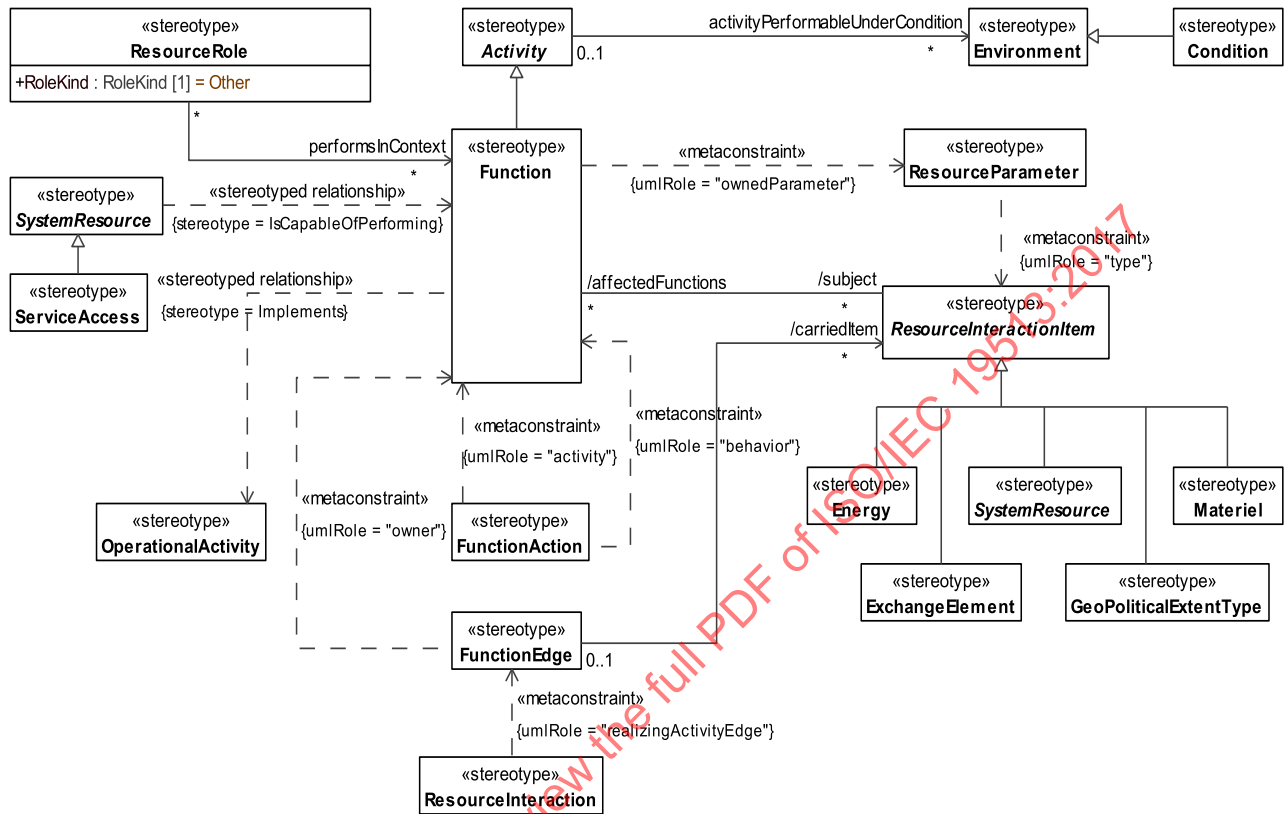 «stereotype»
ResourceRole
+RoleKind : RoleKind [1] = Other
*
«stereotype»
Activity
0..1
activityPerformableUnderCondition
*
«stereotype»
Environment
«stereotype»
Condition
performsInContext
*
«stereotype»
Function
«metaconstraint»
{umlRole = "ownedParameter"}
«stereotype»
ResourceParameter
«stereotype»
SystemResource
«stereotyped relationship»
{stereotype = IsCapableOfPerforming}
«metaconstraint»
{umlRole = "type"}
«stereotype»
ServiceAccess
«stereotyped relationship»
{stereotype = Implements}
/affectedFunctions
*
/subject
*
/carriedItem
*
«stereotype»
ResourceInteractionItem
«metaconstraint»
{umlRole = "activity"}
«metaconstraint»
{umlRole = "behavior"}
«metaconstraint»
{umlRole = "owner"}
«stereotype»
Energy
«stereotype»
SystemResource
«stereotype»
Materiel
«stereotype»
OperationalActivity
«stereotype»
FunctionAction
«stereotype»
ExchangeElement
«stereotype»
GeoPoliticalExtentType
«stereotype»
FunctionEdge
0..1
«metaconstraint»
{umlRole = "realizingActivityEdge"}
«stereotype»
ResourceInteraction
view the full PDF of ISO/IEC 19513:2017